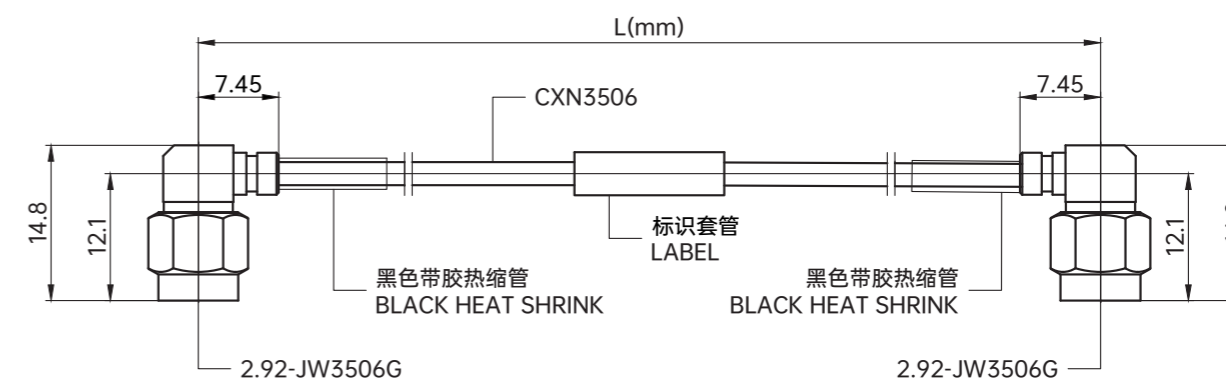 L(mm)
7.45
7.45
CXN3506
14.8
12.1
12.1
标识套管
LABEL
黑色带胶热缩管
BLACK HEAT SHRINK
黑色带胶热缩管
BLACK HEAT SHRINK
2.92-JW3506G
2.92-JW3506G